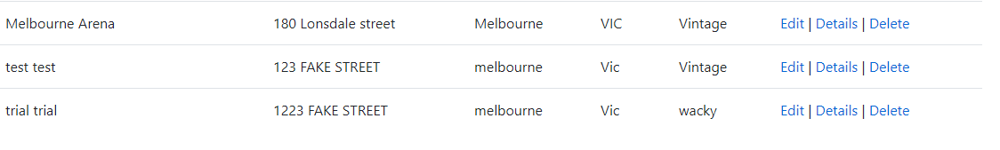 Melbourne Arena 180 Lonsdale street Melbourne VIC Vintage Edit | Details | Delete
test test 123 FAKE STREET melbourne Vic Vintage Edit | Details | Delete
trial trial 1223 FAKE STREET melbourne Vic wacky Edit | Details | Delete